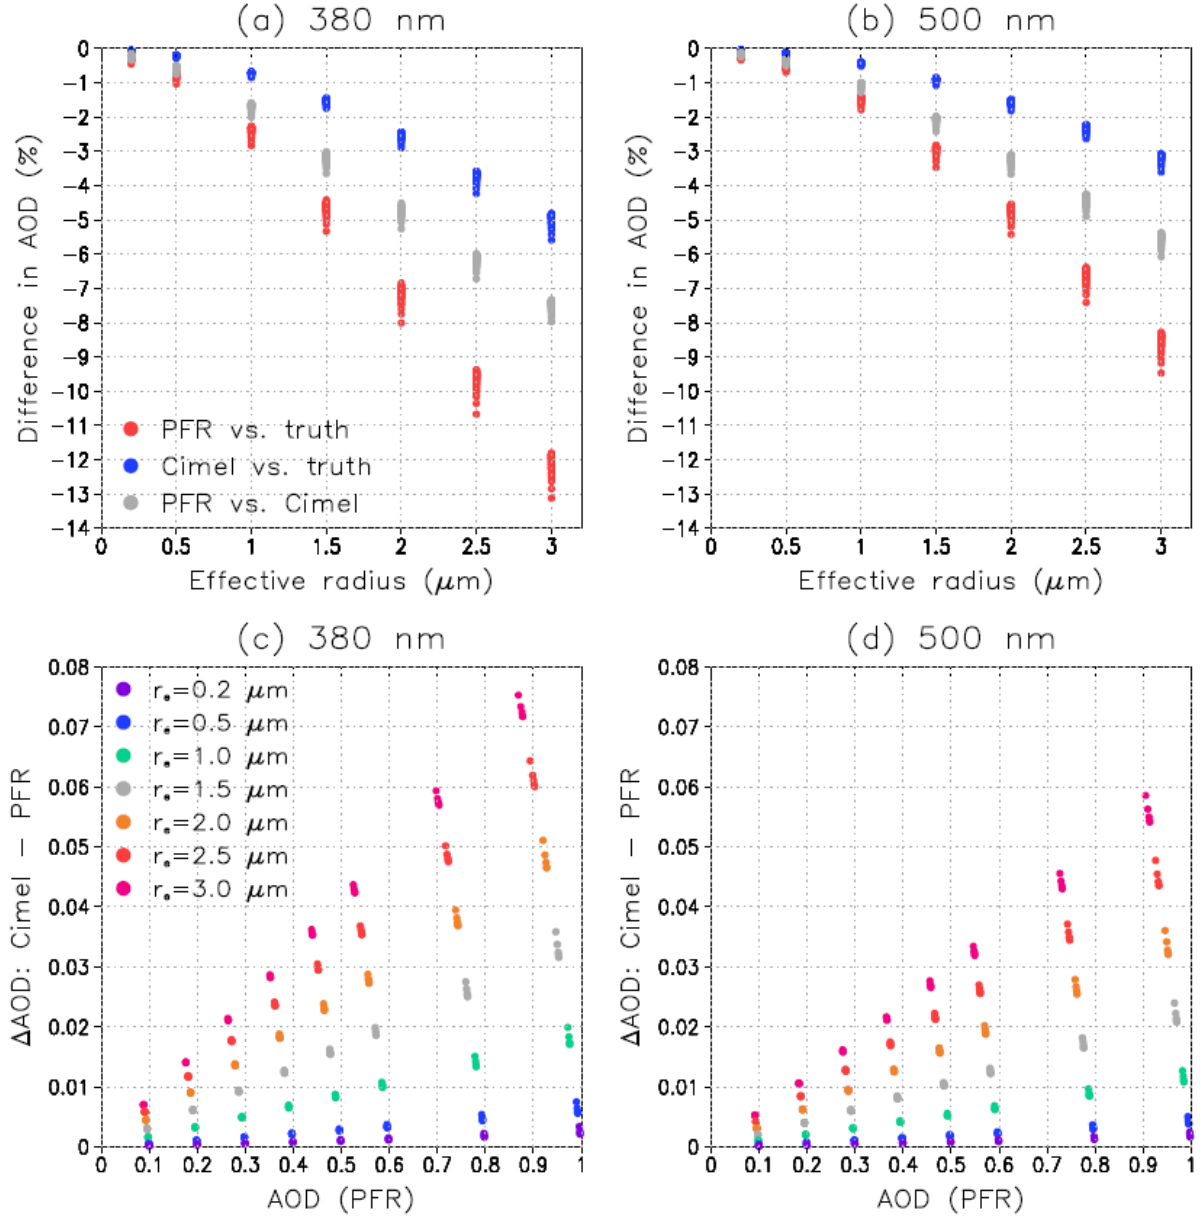 (a) 380 nm
Difference in AOD (%)
0
−1
−2
−3
−4
−5
−6
−7
−8
−9
−10
−11
−12
−13
−14
PFR vs. truth
Cimel vs. truth
PFR vs. Cimel
0 0.5 1 1.5 2 2.5 3
Effective radius (μm)
(b) 500 nm
Difference in AOD (%)
0
−1
−2
−3
−4
−5
−6
−7
−8
−9
−10
−11
−12
−13
−14
0 0.5 1 1.5 2 2.5 3
Effective radius (μm)
(c) 380 nm
ΔAOD: Cimel − PFR
0.08
0.07
0.06
0.05
0.04
0.03
0.02
0.01
0
rₑ=0.2 μm
rₑ=0.5 μm
rₑ=1.0 μm
rₑ=1.5 μm
rₑ=2.0 μm
rₑ=2.5 μm
rₑ=3.0 μm
0 0.1 0.2 0.3 0.4 0.5 0.6 0.7 0.8 0.9 1
AOD (PFR)
(d) 500 nm
ΔAOD: Cimel − PFR
0.08
0.07
0.06
0.05
0.04
0.03
0.02
0.01
0
0 0.1 0.2 0.3 0.4 0.5 0.6 0.7 0.8 0.9 1
AOD (PFR)